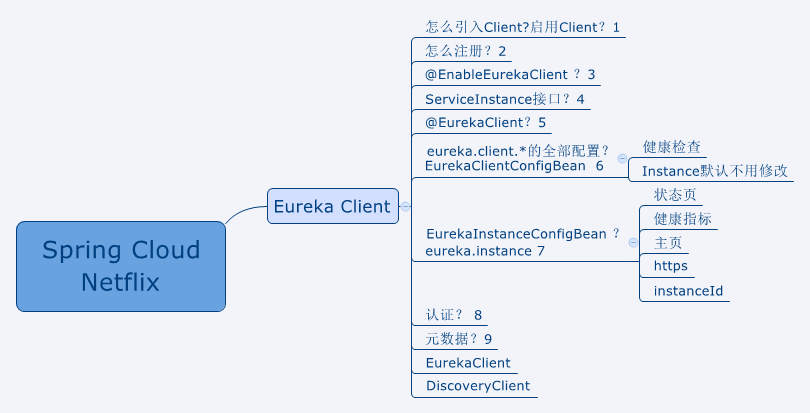 Spring Cloud
Netflix
Eureka Client
怎么引入Client?启用Client？1
怎么注册？2
@EnableEurekaClient ？3
ServiceInstance接口？4
@EurekaClient？5
eureka.client.*的全部配置？
EurekaClientConfigBean 6
健康检查
Instance默认不用修改
EurekaInstanceConfigBean ？
eureka.instance 7
状态页
健康指标
主页
https
instanceId
认证？ 8
元数据？9
EurekaClient
DiscoveryClient